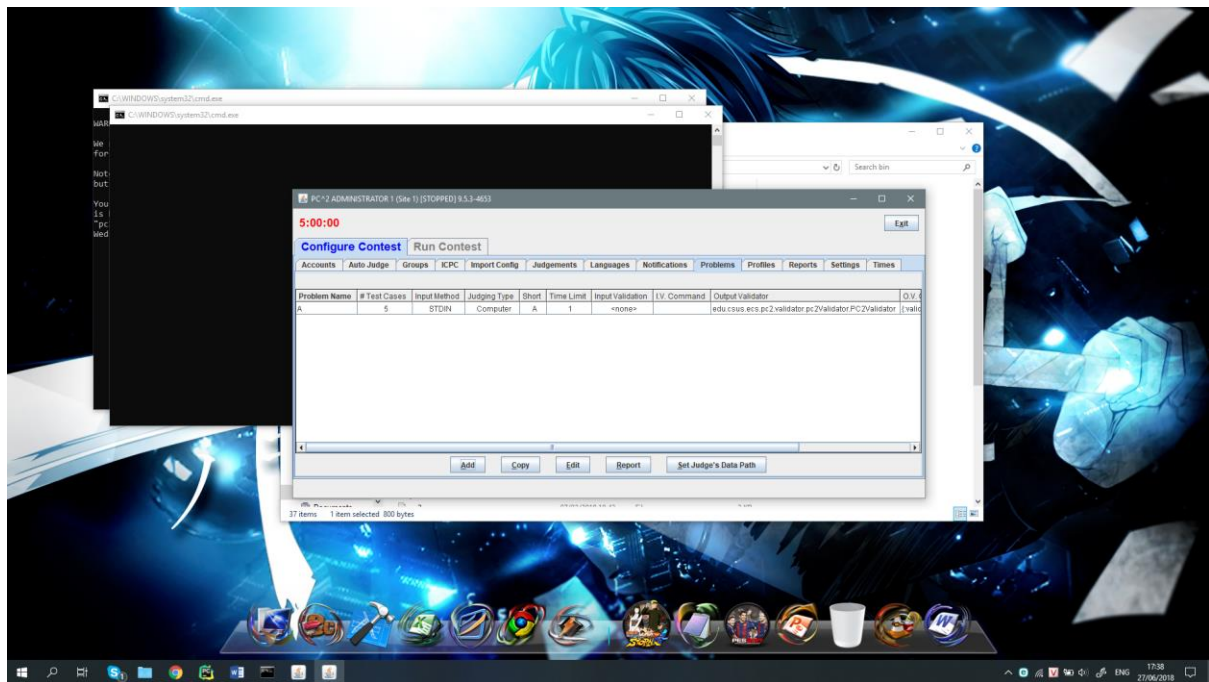 C:\WINDOWS\system32\cmd.exe
C:\WINDOWS\system32\cmd.exe
WAR
We
for
Not
but
You
is
"pc
Wed
Search bin
PC^2 ADMINISTRATOR 1 (Site 1) [STOPPED] 9.5.3-4653
5:00:00
Exit
Configure Contest Run Contest
Accounts Auto Judge Groups ICPC Import Config Judgements Languages Notifications Problems Profiles Reports Settings Times
Problem Name # Test Cases Input Method Judging Type Short Time Limit Input Validation I.V. Command Output Validator O.V.
A 5 STDIN Computer A 1 <none> edu.csus.ecs.pc2.validator.pc2Validator.PC2Validator {:valid
Add Copy Edit Report Set Judge's Data Path
37 items 1 item selected 800 bytes
ENG
17:38
27/06/2018